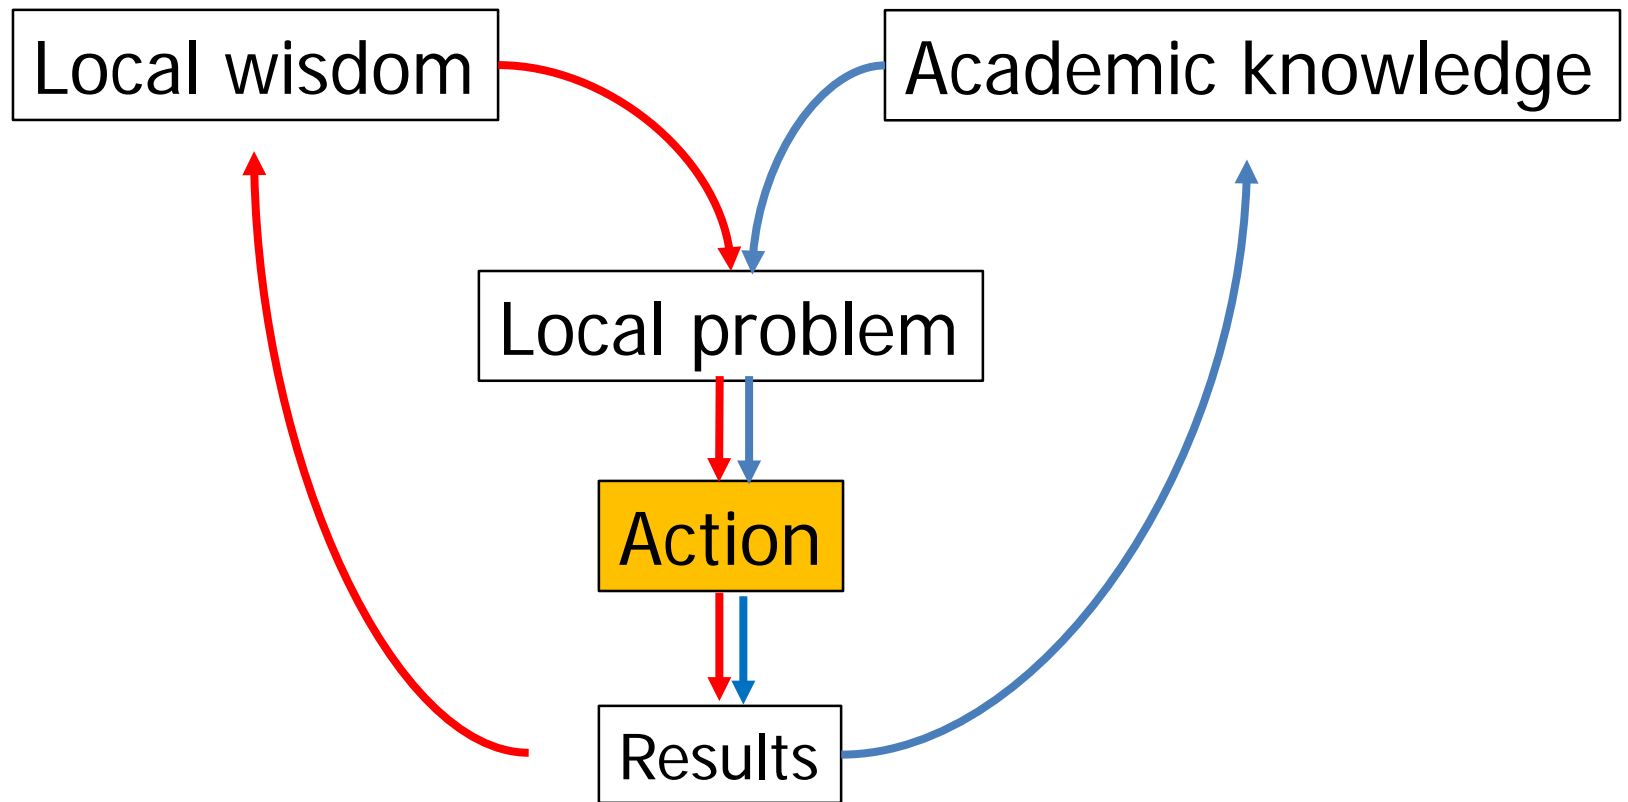 Local wisdom
Academic knowledge
Local problem
Action
Results